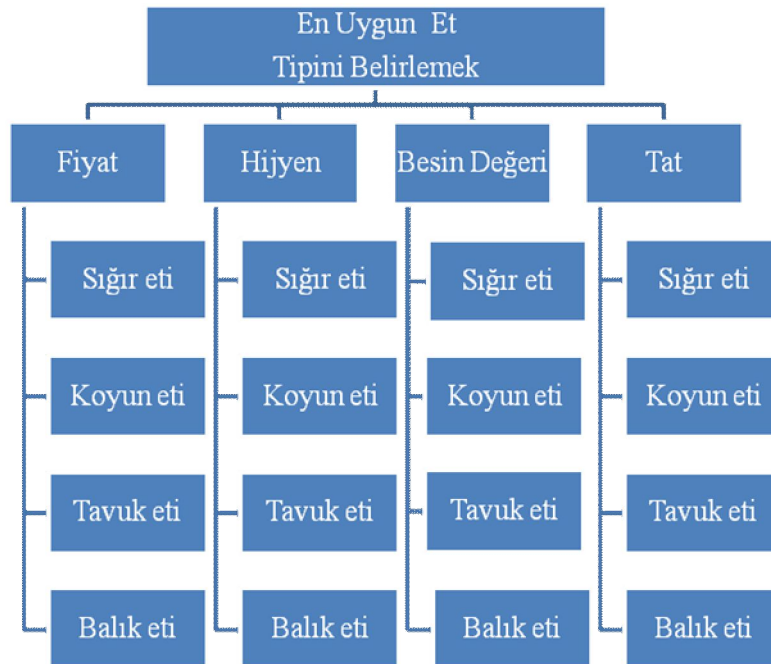 En Uygun Et
Tipini Belirlemek
Fiyat
Hijyen
Besin Değeri
Tat
Sığır eti
Sığır eti
Sığır eti
Sığır eti
Koyun eti
Koyun eti
Koyun eti
Koyun eti
Tavuk eti
Tavuk eti
Tavuk eti
Tavuk eti
Balık eti
Balık eti
Balık eti
Balık eti